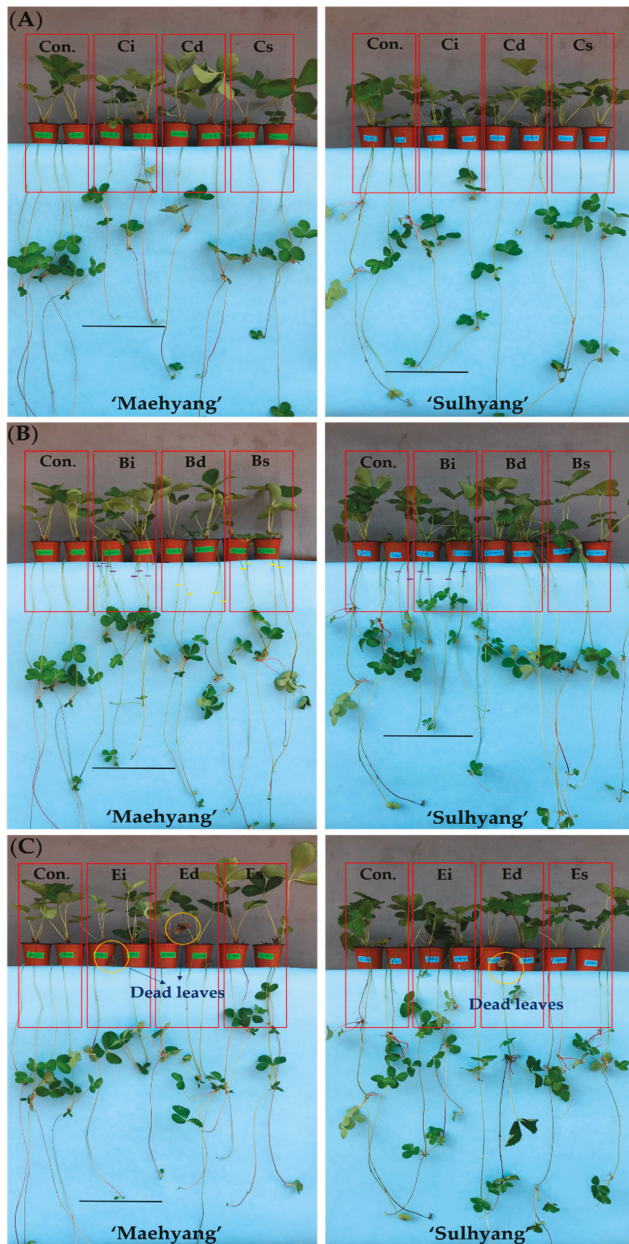 (A)
Con. Ci Cd Cs
Con. Ci Cd Cs
'Maehyang' 'Sulhyang'
(B)
Con. Bi Bd Bs
Con. Bi Bd Bs
'Maehyang' 'Sulhyang'
(C)
Con. Ei Ed Es
Con. Ei Ed Es
Dead leaves Dead leaves
'Maehyang' 'Sulhyang'